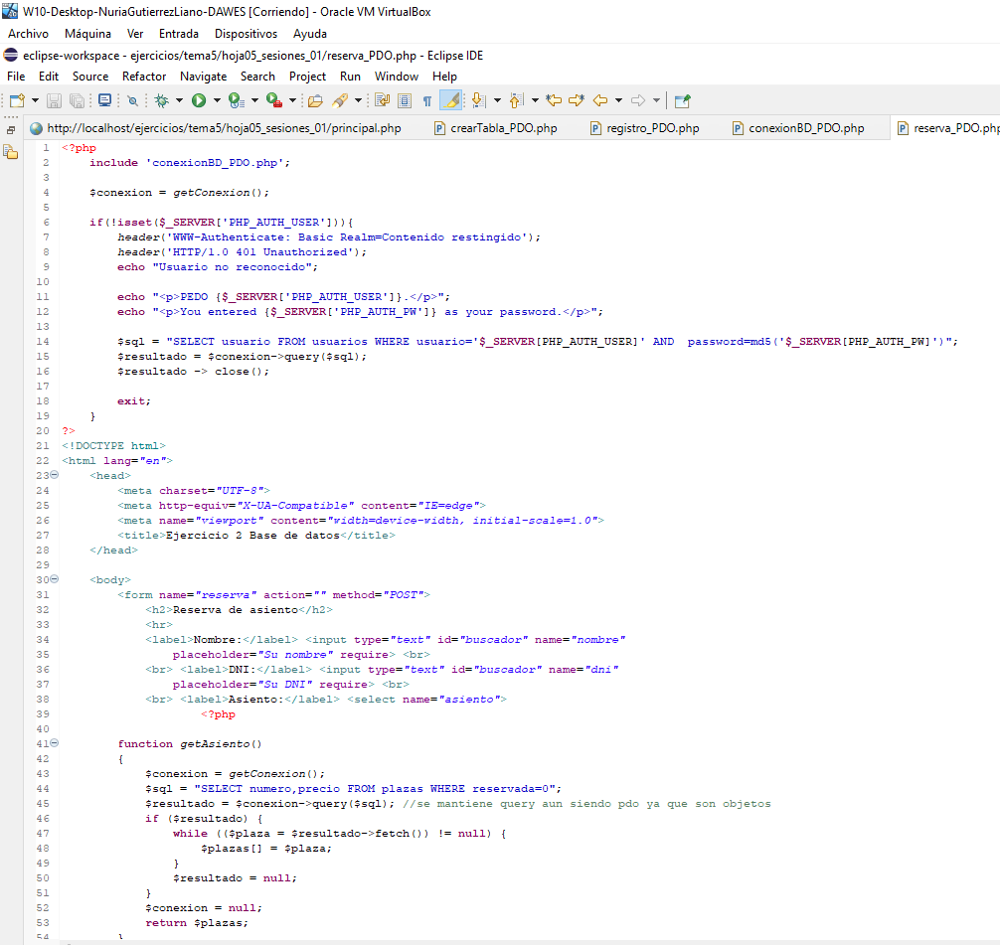 W10-Desktop-NuriaGutierrezLiano-DAWES [Corriendo] - Oracle VM VirtualBox
Archivo Máquina Ver Entrada Dispositivos Ayuda
eclipse-workspace - ejercicios/tema5/hoja05_sesiones_01/reserva_PDO.php - Eclipse IDE
File Edit Source Refactor Navigate Search Project Run Window Help
http://localhost/ejercicios/tema5/hoja05_sesiones_01/principal.php crearTabla_PDO.php registro_PDO.php conexionBD_PDO.php reserva_PDO.php
1 <?php
2 include 'conexionBD_PDO.php';
3
4 $conexion = getConexion();
5
6 if(!isset($_SERVER['PHP_AUTH_USER'])){
7 header('WWW-Authenticate: Basic Realm=Contenido restingido');
8 header('HTTP/1.0 401 Unauthorized');
9 echo "Usuario no reconocido";
10
11 echo "<p>PEDO {$_SERVER['PHP_AUTH_USER']}.</p>";
12 echo "<p>You entered {$_SERVER['PHP_AUTH_PW']} as your password.</p>";
13
14 $sql = "SELECT usuario FROM usuarios WHERE usuario='$_SERVER[PHP_AUTH_USER]' AND  password=md5('$_SERVER[PHP_AUTH_PW]')";
15 $resultado = $conexion->query($sql);
16 $resultado -> close();
17
18 exit;
19 }
20 ?>
21 <!DOCTYPE html>
22 <html lang="en">
23 <head>
24 <meta charset="UTF-8">
25 <meta http-equiv="X-UA-Compatible" content="IE=edge">
26 <meta name="viewport" content="width=device-width, initial-scale=1.0">
27 <title>Ejercicio 2 Base de datos</title>
28 </head>
29
30 <body>
31 <form name="reserva" action="" method="POST">
32 <h2>Reserva de asiento</h2>
33 <hr>
34 <label>Nombre:</label> <input type="text" id="buscador" name="nombre"
35 placeholder="Su nombre" require> <br>
36 <br> <label>DNI:</label> <input type="text" id="buscador" name="dni"
37 placeholder="Su DNI" require> <br>
38 <br> <label>Asiento:</label> <select name="asiento">
39 <?php
40
41 function getAsiento()
42 {
43 $conexion = getConexion();
44 $sql = "SELECT numero,precio FROM plazas WHERE reservada=0";
45 $resultado = $conexion->query($sql); //se mantiene query aun siendo pdo ya que son objetos
46 if ($resultado) {
47 while (($plaza = $resultado->fetch()) != null) {
48 $plazas[] = $plaza;
49 }
50 $resultado = null;
51 }
52 $conexion = null;
53 return $plazas;
54 }